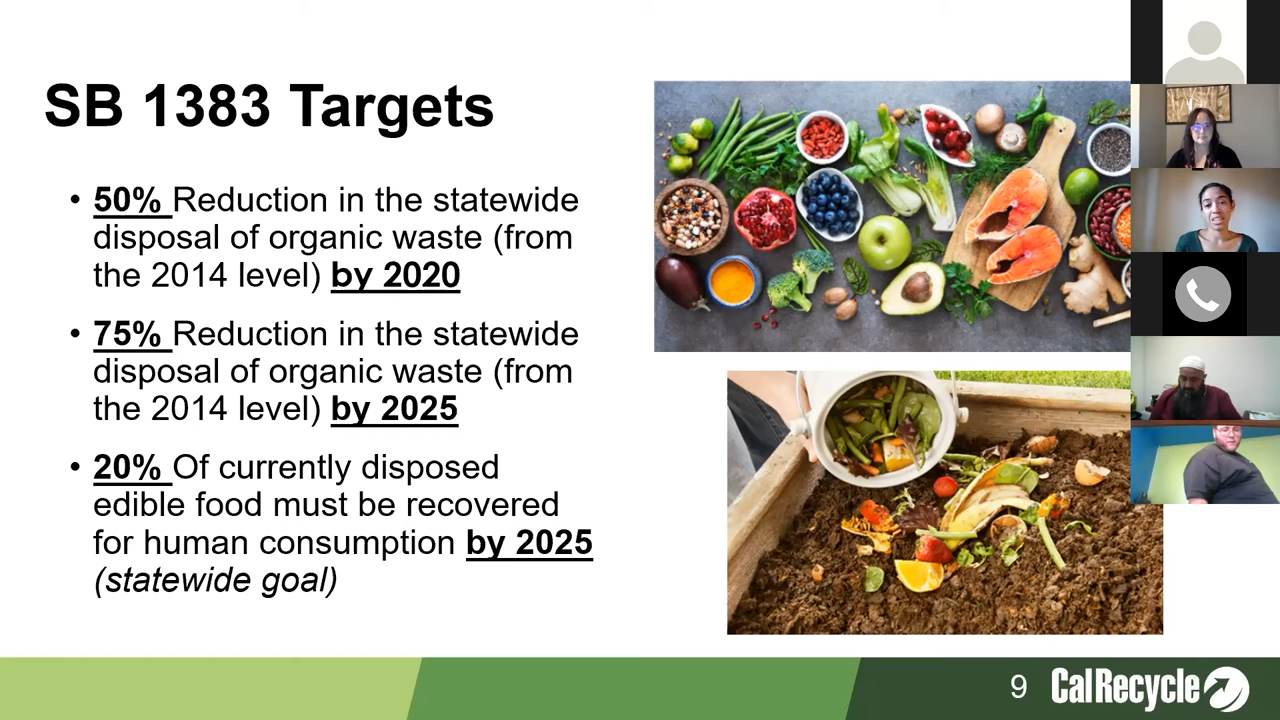 SB 1383 Targets
• 50% Reduction in the statewide
disposal of organic waste (from
the 2014 level) by 2020
• 75% Reduction in the statewide
disposal of organic waste (from
the 2014 level) by 2025
• 20% Of currently disposed
edible food must be recovered
for human consumption by 2025
(statewide goal)
9 CalRecycle